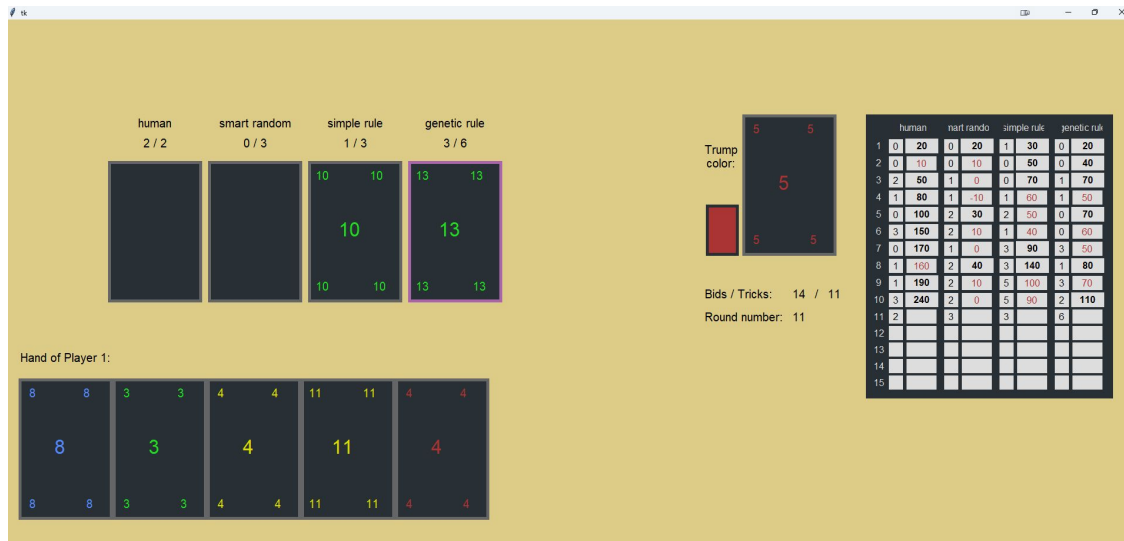 tk
human smart random simple rule genetic rule
2 / 2 0 / 3 1 / 3 3 / 6
10 10 13 13
10 13
10 10 13 13
Trump
color:
5 5
5
5 5
Bids / Tricks: 14 / 11
Round number: 11
human nart rando simple rule genetic rule
1 0 20 0 20 1 30 0 20
2 0 10 0 10 0 50 0 40
3 2 50 1 0 0 70 1 70
4 1 80 1 -10 1 60 1 50
5 0 100 2 30 2 50 0 70
6 3 150 2 10 1 40 0 60
7 0 170 1 0 3 90 3 50
8 1 160 2 40 3 140 1 80
9 1 190 2 10 5 100 3 70
10 3 240 2 0 5 90 2 110
11 2 3 3 6
12
13
14
15
Hand of Player 1:
8 8 3 3 4 4 11 11 4 4
8 3 4 11 4
8 8 3 3 4 4 11 11 4 4